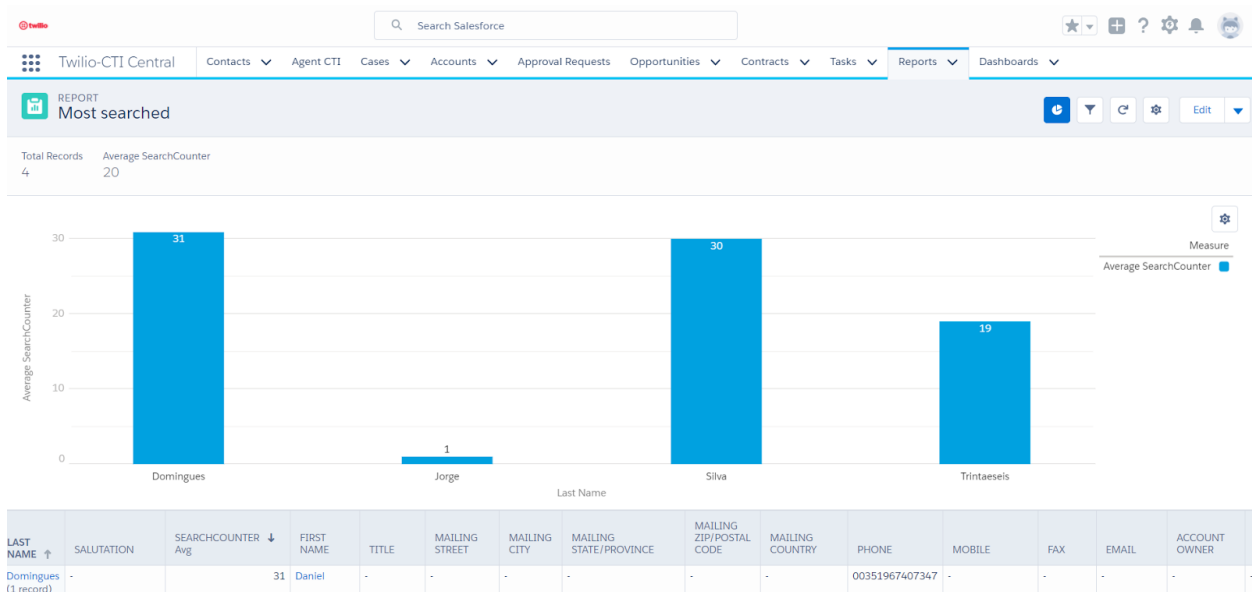 twilio
Search Salesforce
Twilio-CTI Central Contacts Agent CTI Cases Accounts Approval Requests Opportunities Contracts Tasks Reports Dashboards
REPORT
Most searched
Edit
Total Records Average SearchCounter
4 20
Measure
Average SearchCounter
Average SearchCounter
30
20
10
0
31
1
30
19
Domingues Jorge Silva Trintaeseis
Last Name
LAST NAME SALUTATION SEARCHCOUNTER Avg FIRST NAME TITLE MAILING STREET MAILING CITY MAILING STATE/PROVINCE MAILING ZIP/POSTAL CODE MAILING COUNTRY PHONE MOBILE FAX EMAIL ACCOUNT OWNER
Domingues - 31 Daniel - - - - - - 00351967407347 - - - - -
(1 record)